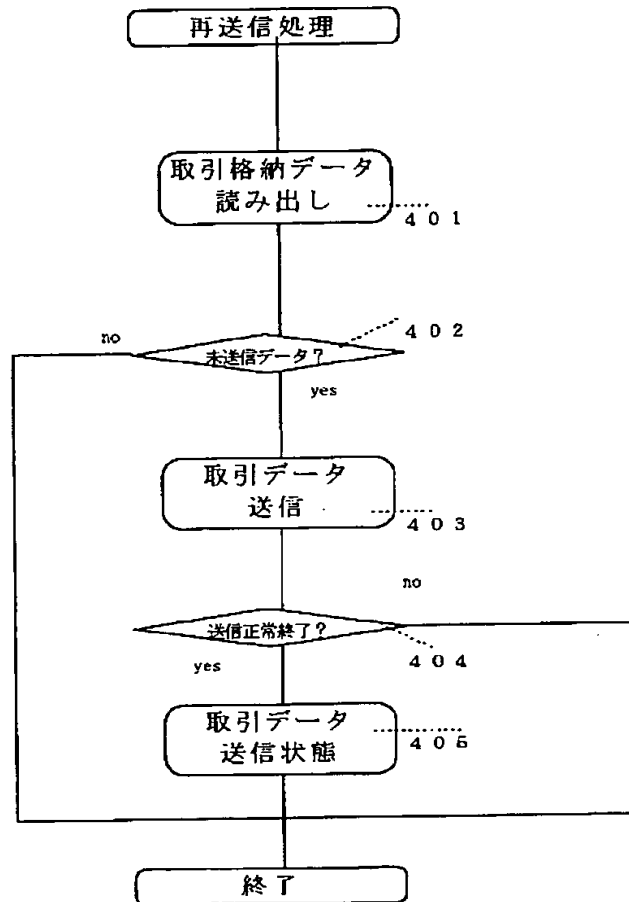 再送信処理
取引格納データ
読み出し
401
402
no
未送信データ?
yes
取引データ
送信
403
no
送信正常終了?
404
yes
取引データ
送信状態
405
終了